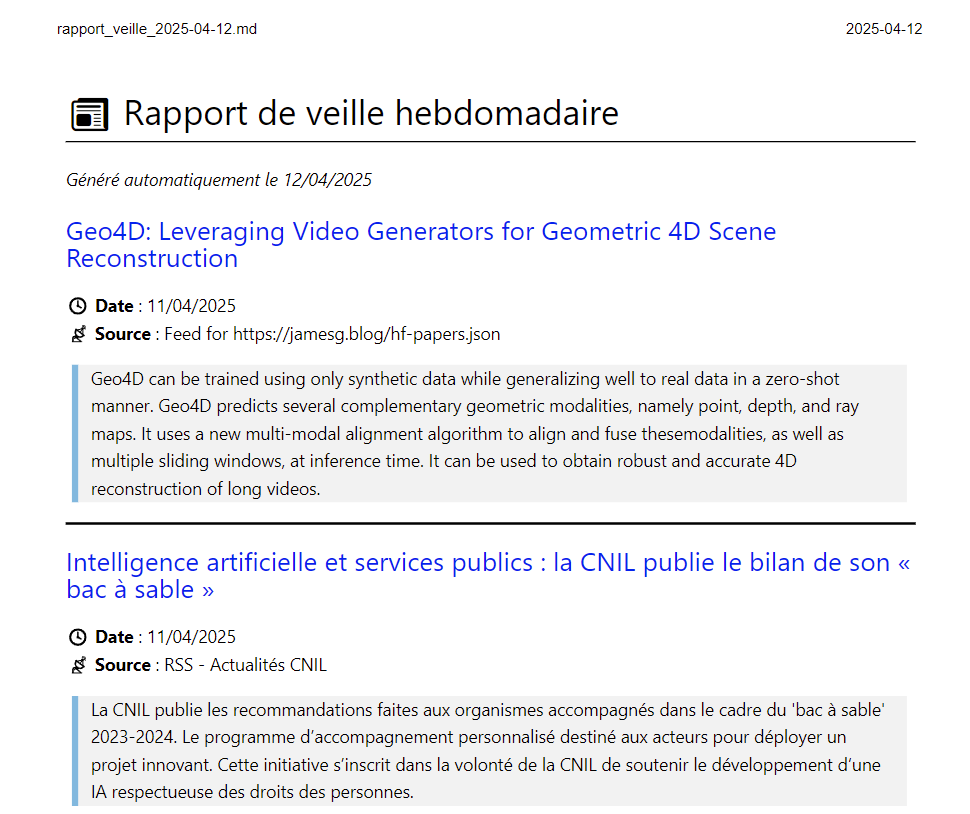 rapport_veille_2025-04-12.md 2025-04-12
Rapport de veille hebdomadaire
Généré automatiquement le 12/04/2025
Geo4D: Leveraging Video Generators for Geometric 4D Scene
Reconstruction
Date : 11/04/2025
Source : Feed for https://jamesg.blog/hf-papers.json
Geo4D can be trained using only synthetic data while generalizing well to real data in a zero-shot
manner. Geo4D predicts several complementary geometric modalities, namely point, depth, and ray
maps. It uses a new multi-modal alignment algorithm to align and fuse thesemodalities, as well as
multiple sliding windows, at inference time. It can be used to obtain robust and accurate 4D
reconstruction of long videos.
Intelligence artificielle et services publics : la CNIL publie le bilan de son «
bac à sable »
Date : 11/04/2025
Source : RSS - Actualités CNIL
La CNIL publie les recommandations faites aux organismes accompagnés dans le cadre du 'bac à sable'
2023-2024. Le programme d’accompagnement personnalisé destiné aux acteurs pour déployer un
projet innovant. Cette initiative s’inscrit dans la volonté de la CNIL de soutenir le développement d’une
IA respectueuse des droits des personnes.